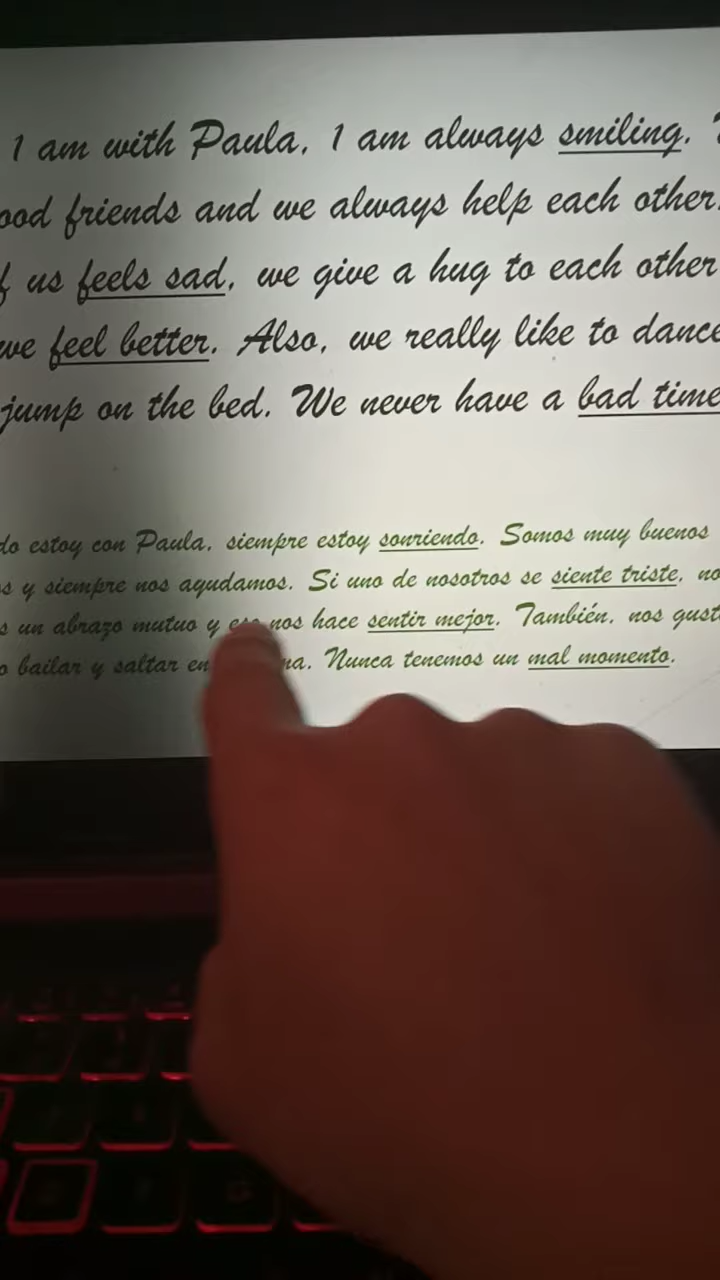 I am with Paula, I am always smiling.
ood friends and we always help each other.
f us feels sad, we give a hug to each other
we feel better. Also, we really like to dance
jump on the bed. We never have a bad time
do estoy con Paula, siempre estoy sonriendo. Somos muy buenos
s y siempre nos ayudamos. Si uno de nosotros se siente triste, no
s un abrazo mutuo y eso nos hace sentir mejor. También, nos gust
o bailar y saltar en na. Nunca tenemos un mal momento.